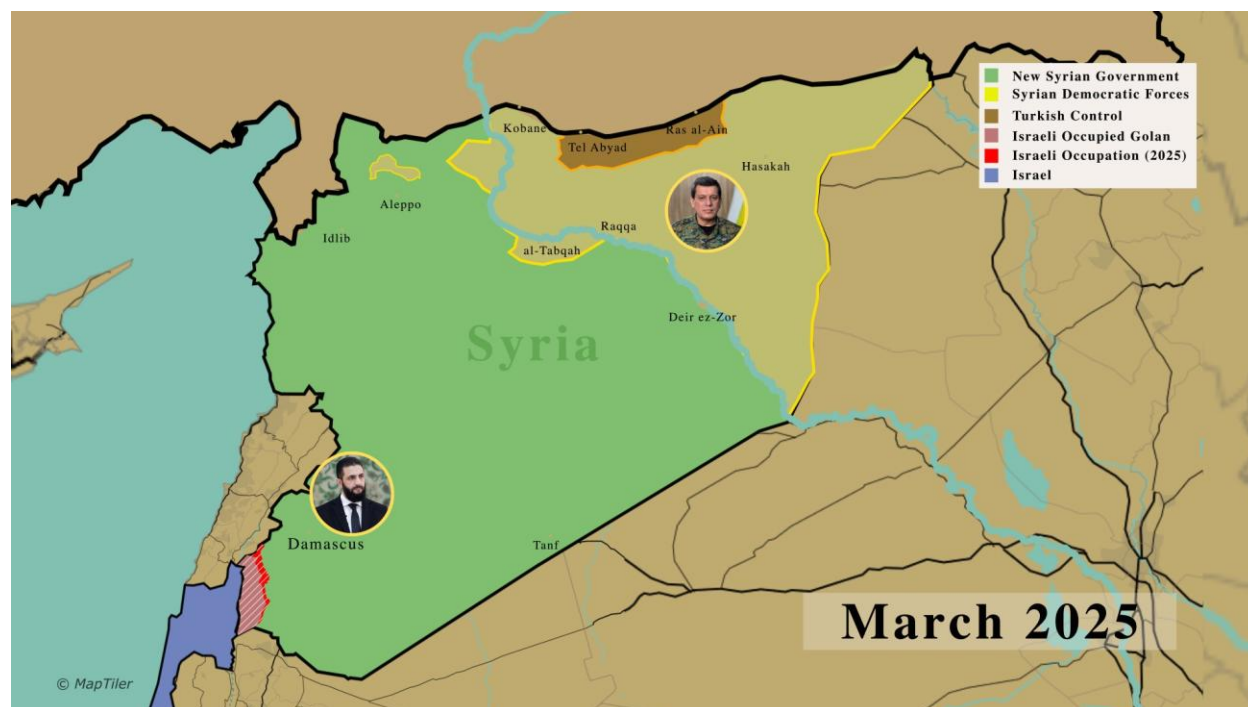 New Syrian Government
Syrian Democratic Forces
Turkish Control
Israeli Occupied Golan
Israeli Occupation (2025)
Israel
Kobane
Ras al-Ain
Tel Abyad
Hasakah
Aleppo
Raqqa
Idlib
al-Tabqah
Deir ez-Zor
Syria
Damascus
Tanf
March 2025
© MapTiler